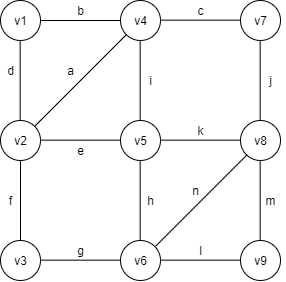 v1 b v4 c v7
d a i j
v2 e v5 k v8
f h n m
v3 g v6 l v9